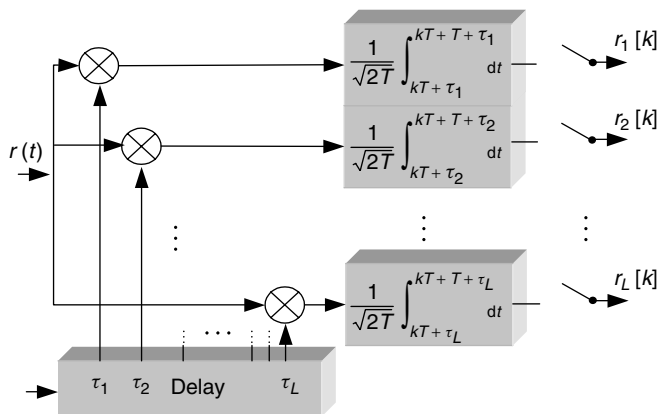 1/√2T ∫ kT + τ₁ kT + T + τ₁ dt
r₁ [k]
1/√2T ∫ kT + τ₂ kT + T + τ₂ dt
r₂ [k]
r (t)
1/√2T ∫ kT + τL kT + T + τL dt
rL [k]
τ₁ τ₂ Delay τL